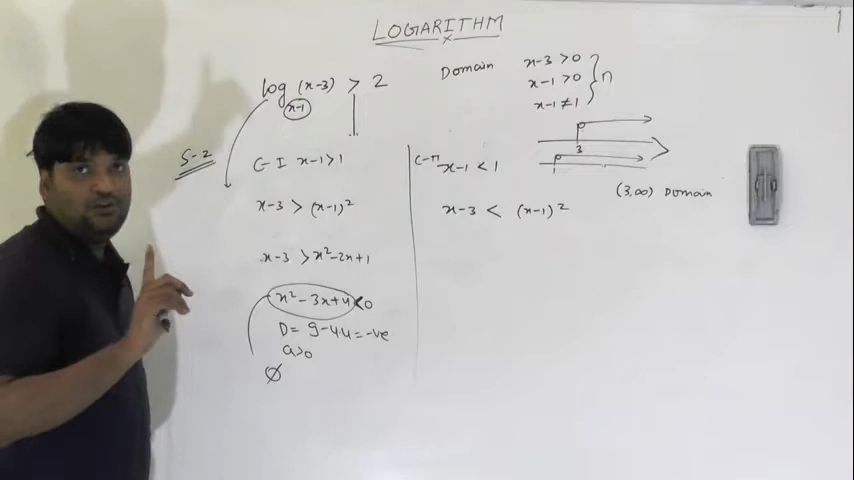 LOGARITHM
log (x-3) > 2
x-1
Domain x-3 >0
x-1 >0
x-1 ≠ 1
∩
3
1
(3,∞) Domain
S-2
C-I x-1>1
x-3 > (x-1)²
x-3 > x²-2x+1
x²-3x+4<0
D= 9-4.4=-ve
a>0
∅
C-II x-1 < 1
x-3 < (x-1)²